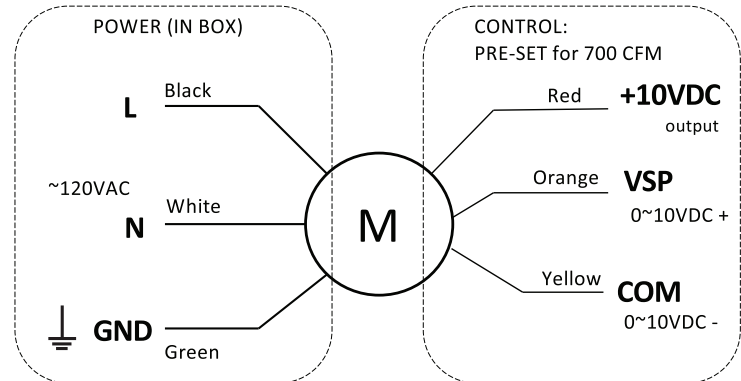 POWER (IN BOX)
L
Black
~120VAC
N
White
GND
Green
M
CONTROL:
PRE-SET for 700 CFM
Red
+10VDC
output
Orange
VSP
0~10VDC +
Yellow
COM
0~10VDC -